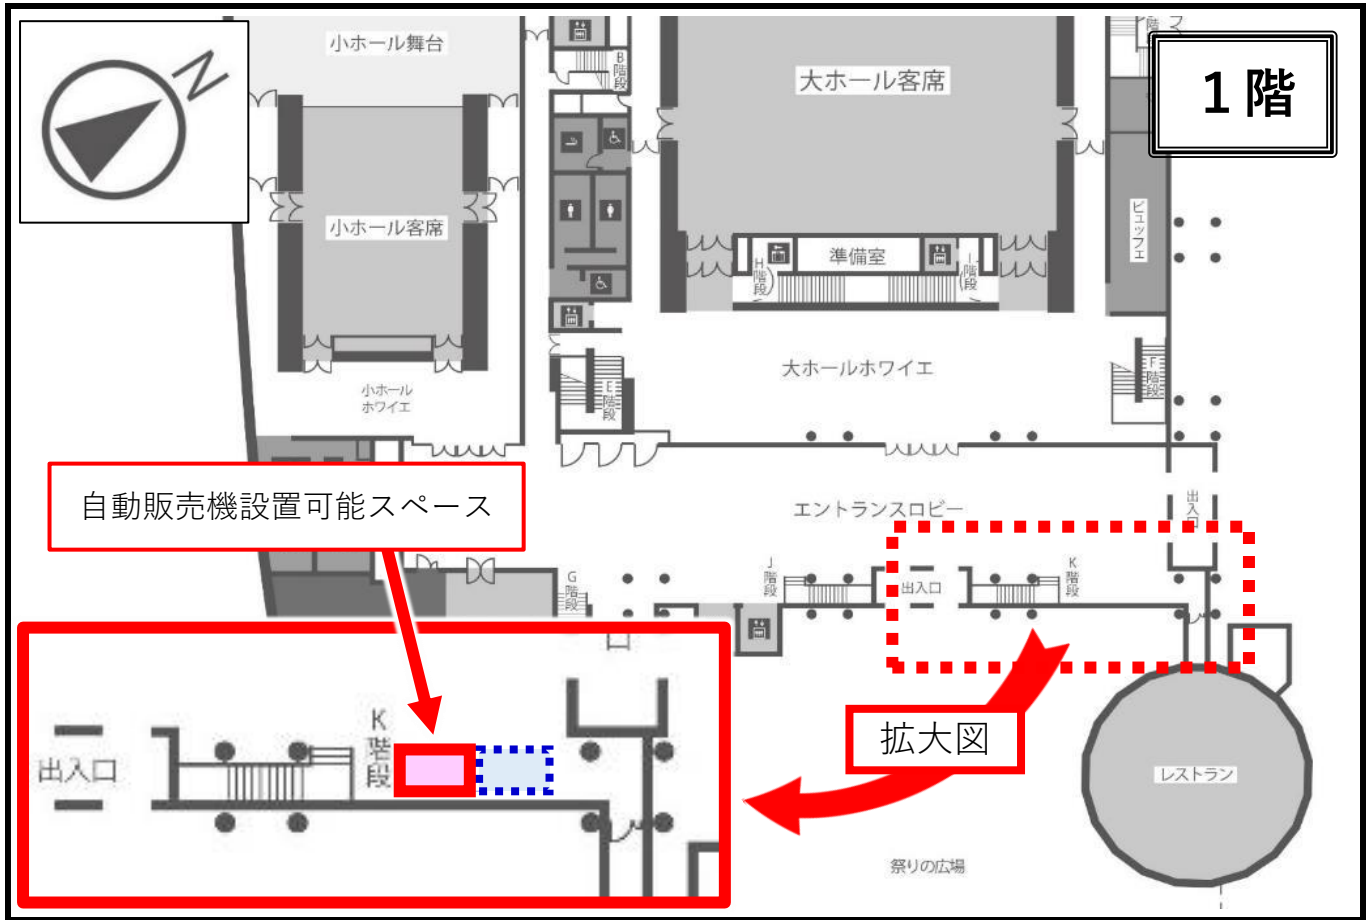 小ホール舞台
B階段
大ホール客席
階
1階
N
小ホール客席
ビュッフェ
H階段
準備室
I階段
大ホールホワイエ
小ホール
ホワイエ
E階段
F階段
自動販売機設置可能スペース
エントランスロビー
出入口
G階段
J階段
出入口
K階段
口
K階段
出入口
拡大図
レストラン
祭りの広場